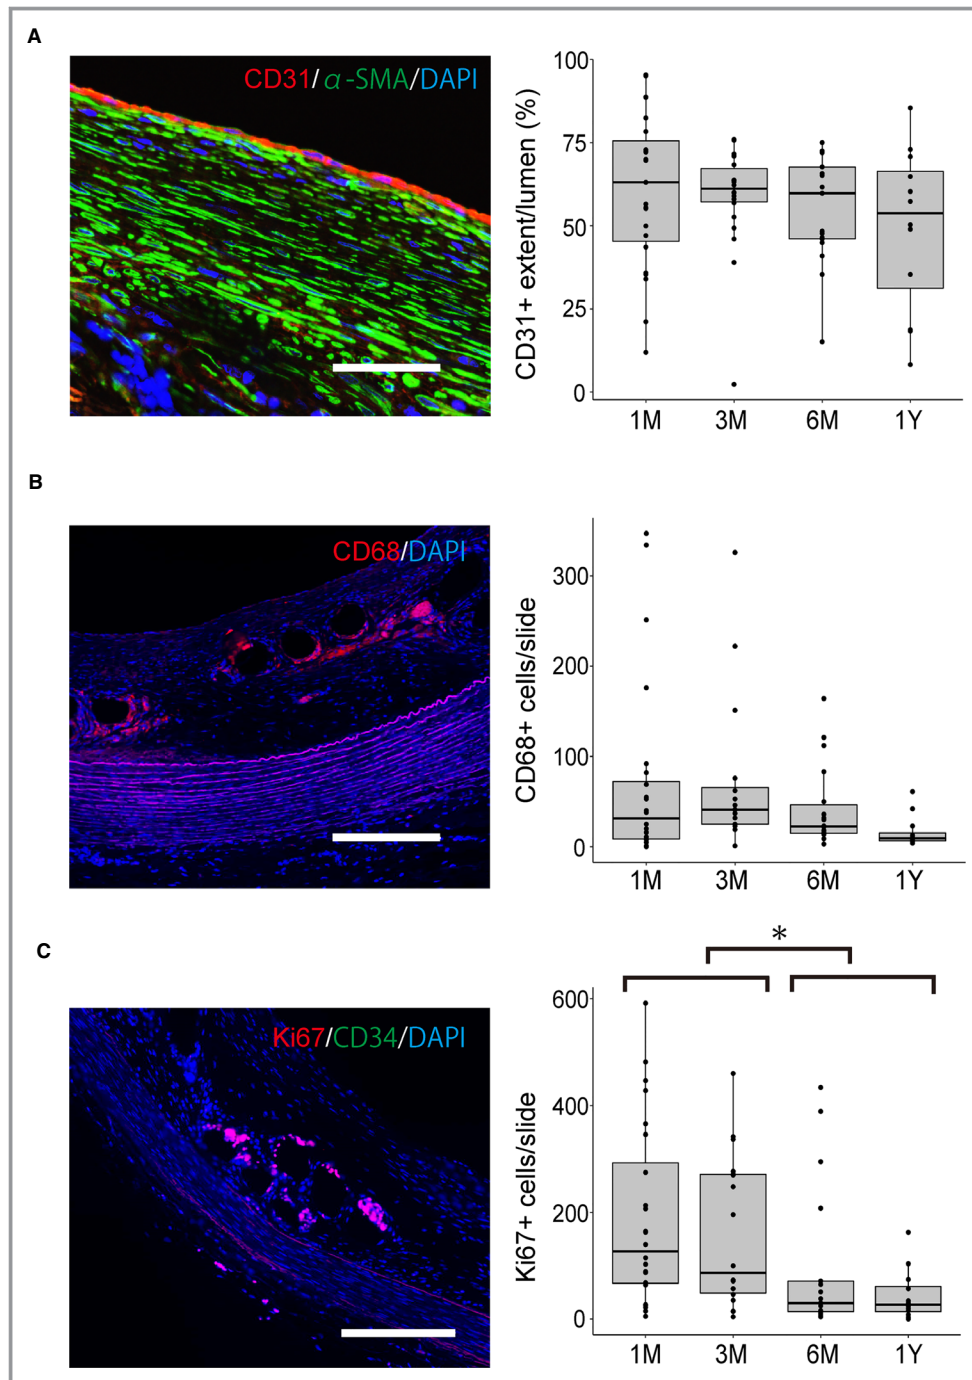 A
CD31/α-SMA/DAPI
CD31+ extent/lumen (%)
100
75
50
25
0
1M 3M 6M 1Y
B
CD68/DAPI
CD68+ cells/slide
300
200
100
0
1M 3M 6M 1Y
C
*
Ki67/CD34/DAPI
Ki67+ cells/slide
600
400
200
0
1M 3M 6M 1Y